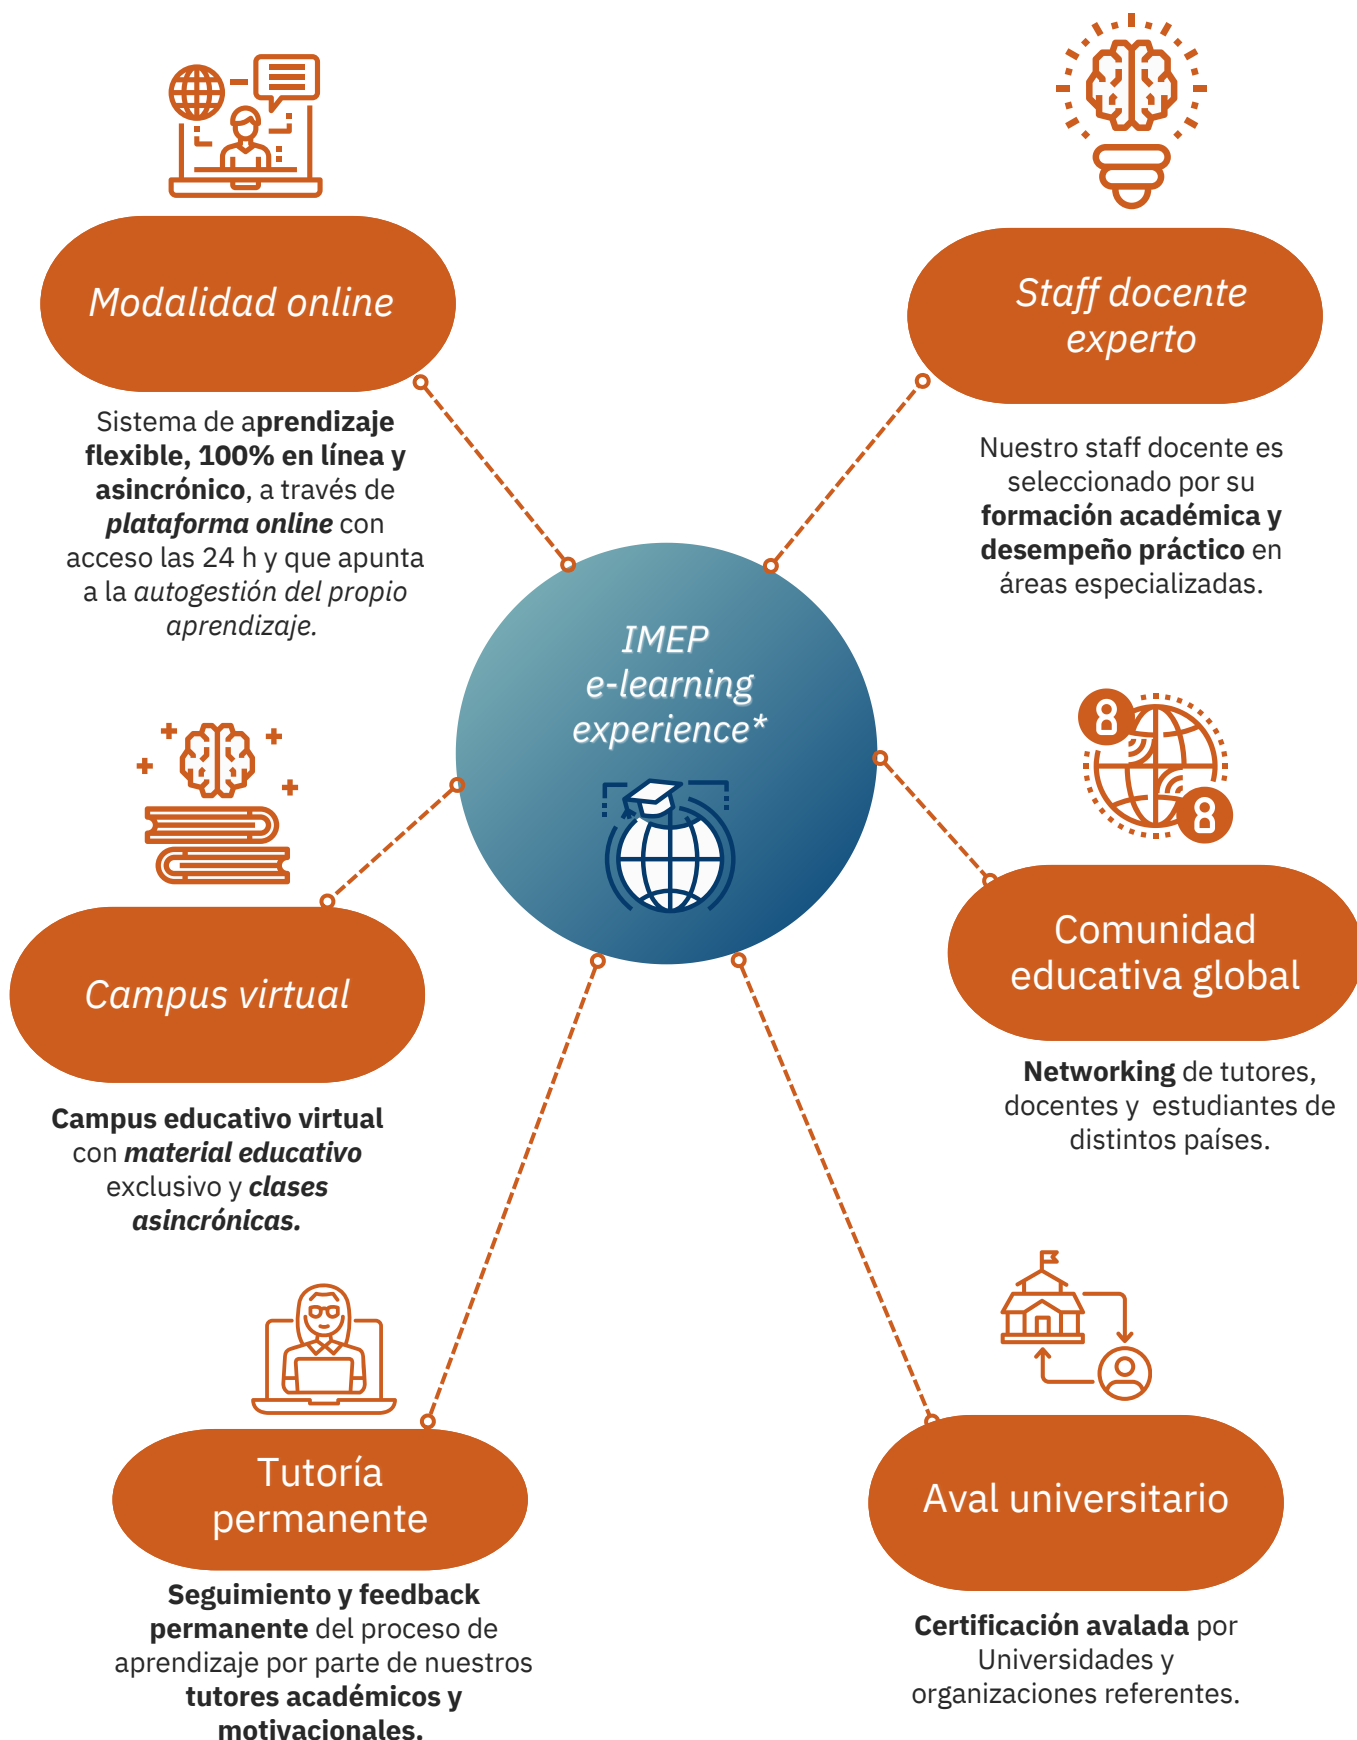 Modalidad online
Sistema de aprendizaje
flexible, 100% en línea y
asincrónico, a través de
plataforma online con
acceso las 24 h y que apunta
a la autogestión del propio
aprendizaje.
Staff docente
experto
Nuestro staff docente es
seleccionado por su
formación académica y
desempeño práctico en
áreas especializadas.
IMEP
e-learning
experience*
Campus virtual
Campus educativo virtual
con material educativo
exclusivo y clases
asincrónicas.
Comunidad
educativa global
Networking de tutores,
docentes y estudiantes de
distintos países.
Tutoría
permanente
Seguimiento y feedback
permanente del proceso de
aprendizaje por parte de nuestros
tutores académicos y
motivacionales.
Aval universitario
Certificación avalada por
Universidades y
organizaciones referentes.